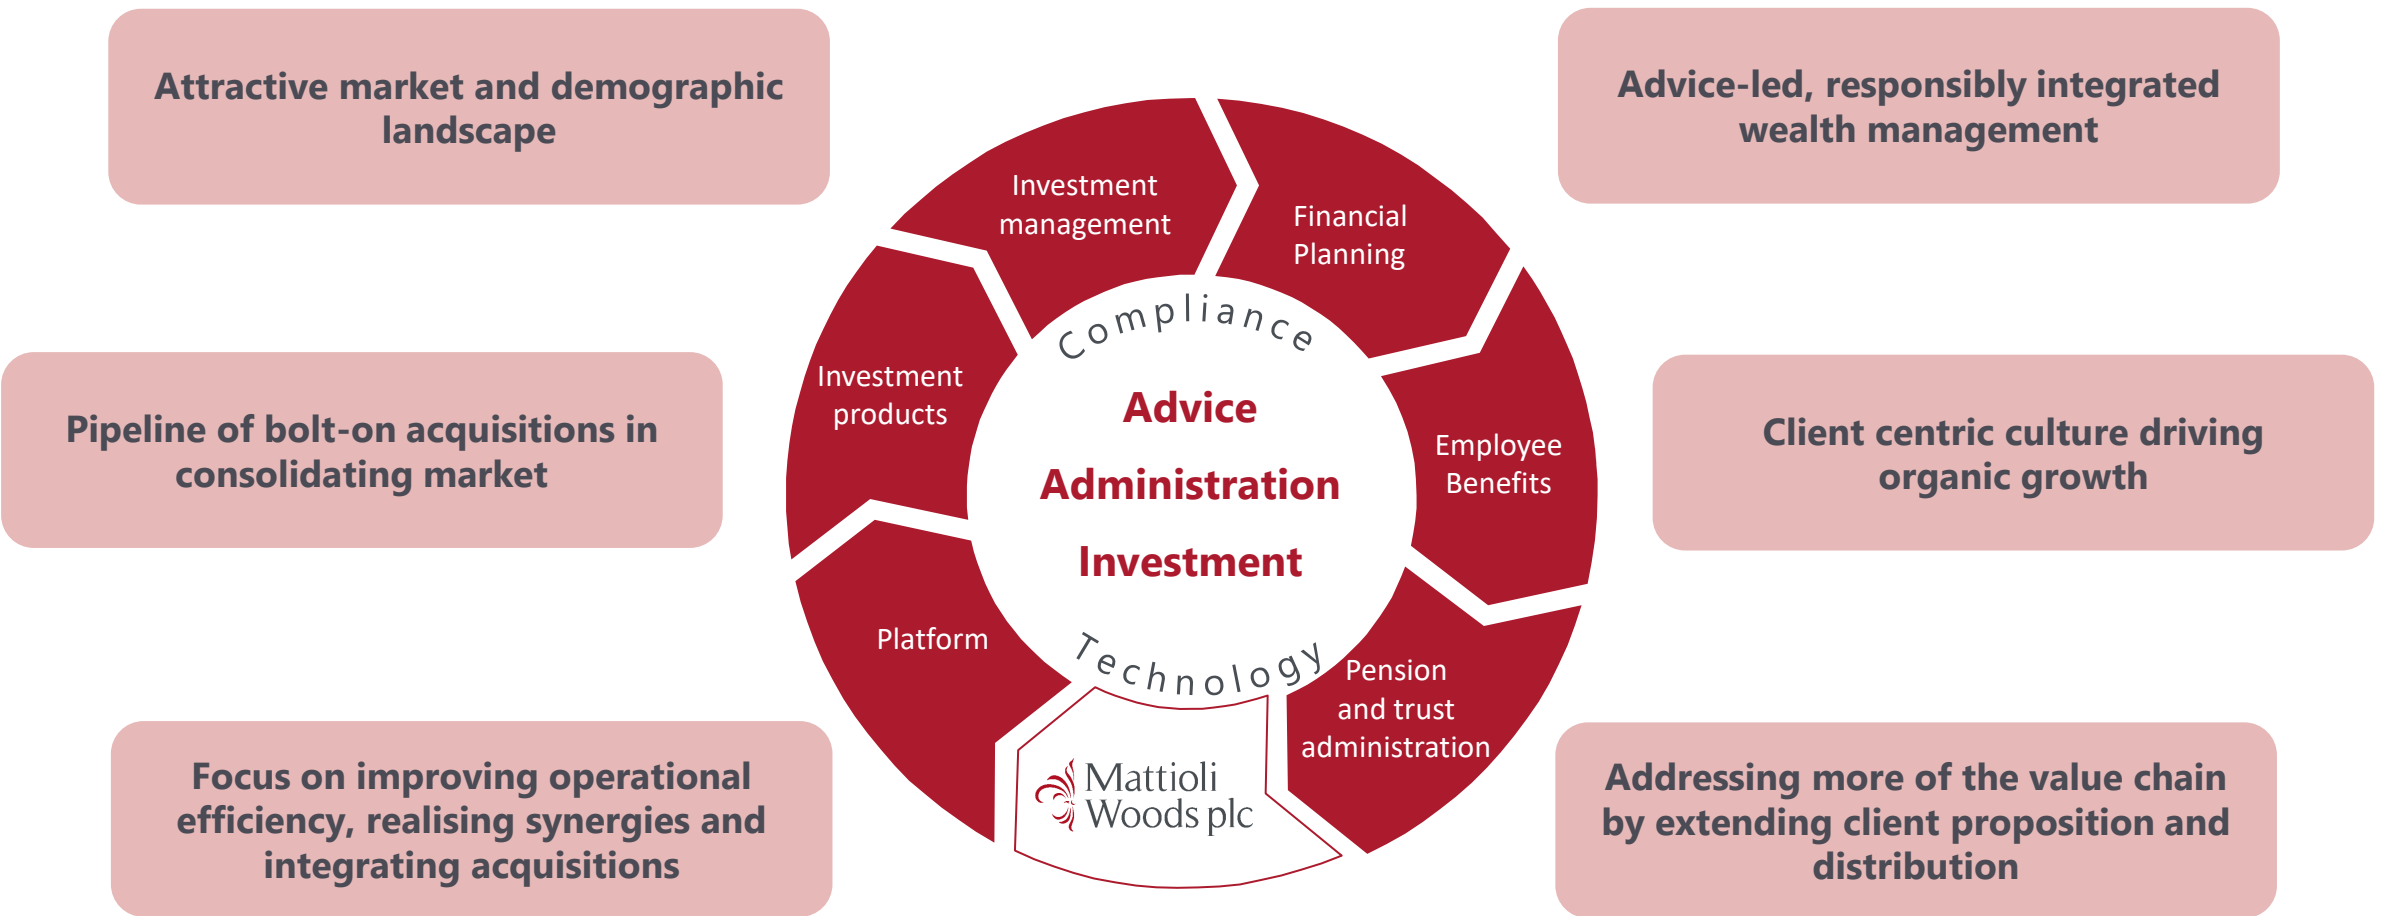 Attractive market and demographic
landscape
Advice-led, responsibly integrated
wealth management
Pipeline of bolt-on acquisitions in
consolidating market
Client centric culture driving
organic growth
Focus on improving operational
efficiency, realising synergies and
integrating acquisitions
Addressing more of the value chain
by extending client proposition and
distribution
Investment
management
Financial
Planning
Employee
Benefits
Pension
and trust
administration
Mattioli
Woods plc
Platform
Investment
products
Compliance
Advice
Administration
Investment
Technology